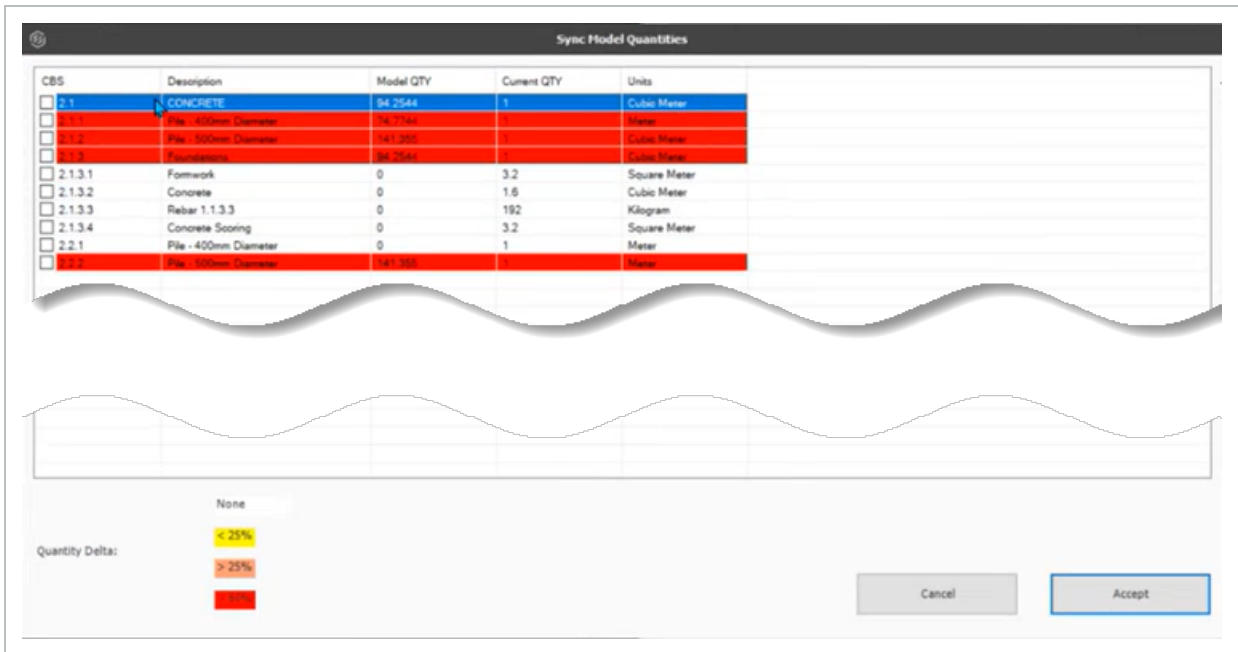 Sync Model Quantities
CBS Description Model QTY Current QTY Units
2.1 CONCRETE 94.2544 1 Cubic Meter
2.1.1 Pile - 400mm Diameter 74.7744 1 Meter
2.1.2 Pile - 500mm Diameter 141.355 1 Cubic Meter
2.1.3 Foundations 94.2544 1 Cubic Meter
2.1.3.1 Formwork 0 3.2 Square Meter
2.1.3.2 Concrete 0 1.6 Cubic Meter
2.1.3.3 Rebar 1.1.3.3 0 192 Kilogram
2.1.3.4 Concrete Scoring 0 3.2 Square Meter
2.2.1 Pile - 400mm Diameter 0 1 Meter
2.2.2 Pile - 500mm Diameter 141.355 1 Meter
None
< 25%
Quantity Delta:
> 25%
Cancel Accept